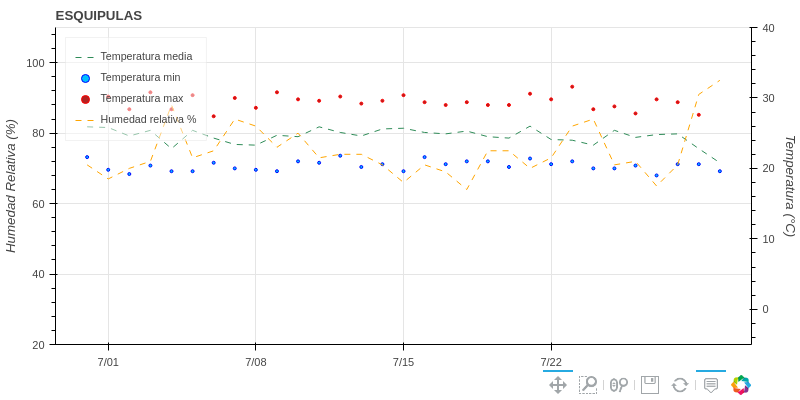 ESQUIPULAS
Temperatura media
Temperatura min
Temperatura max
Humedad relativa %
Humedad Relativa (%)
100
80
60
40
20
40
30
20
10
0
Temperatura (°C)
7/01
7/08
7/15
7/22